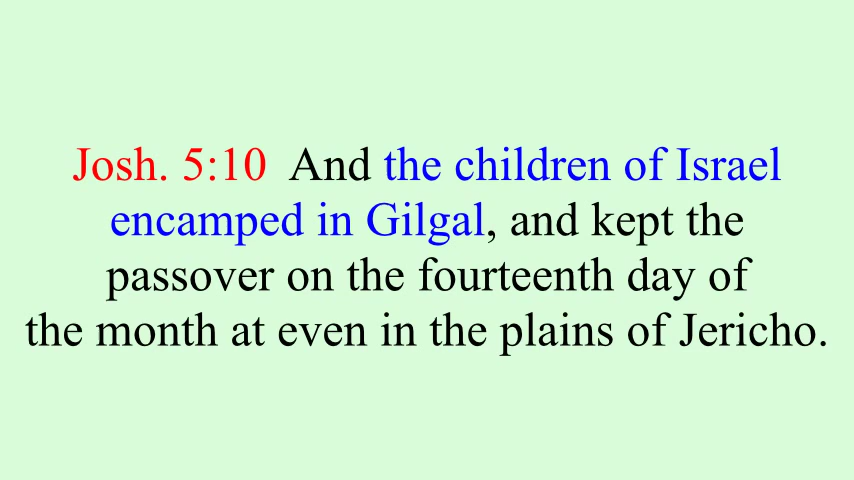 Josh. 5:10  And the children of Israel
encamped in Gilgal, and kept the
passover on the fourteenth day of
the month at even in the plains of Jericho.